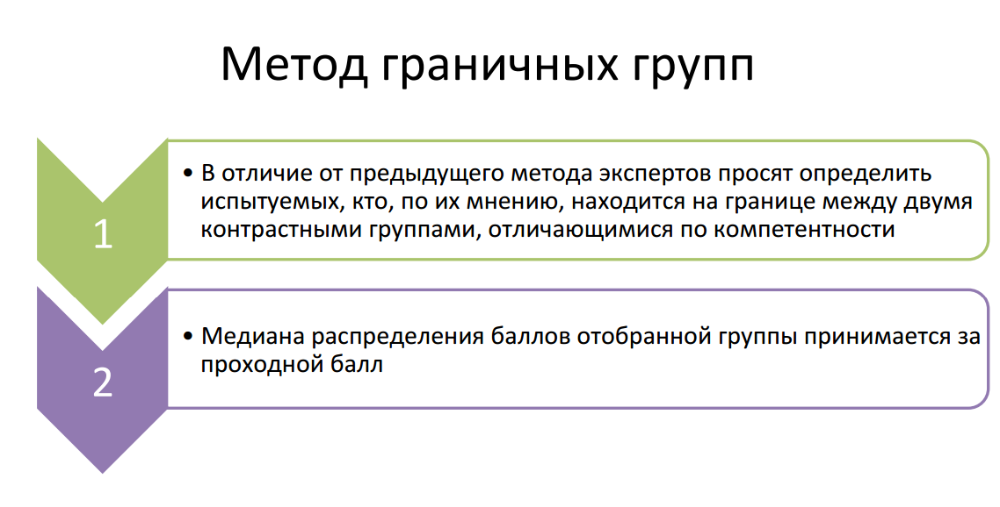 Метод граничных групп
1
• В отличие от предыдущего метода экспертов просят определить
испытуемых, кто, по их мнению, находится на границе между двумя
контрастными группами, отличающимися по компетентности
2
• Медиана распределения баллов отобранной группы принимается за
проходной балл